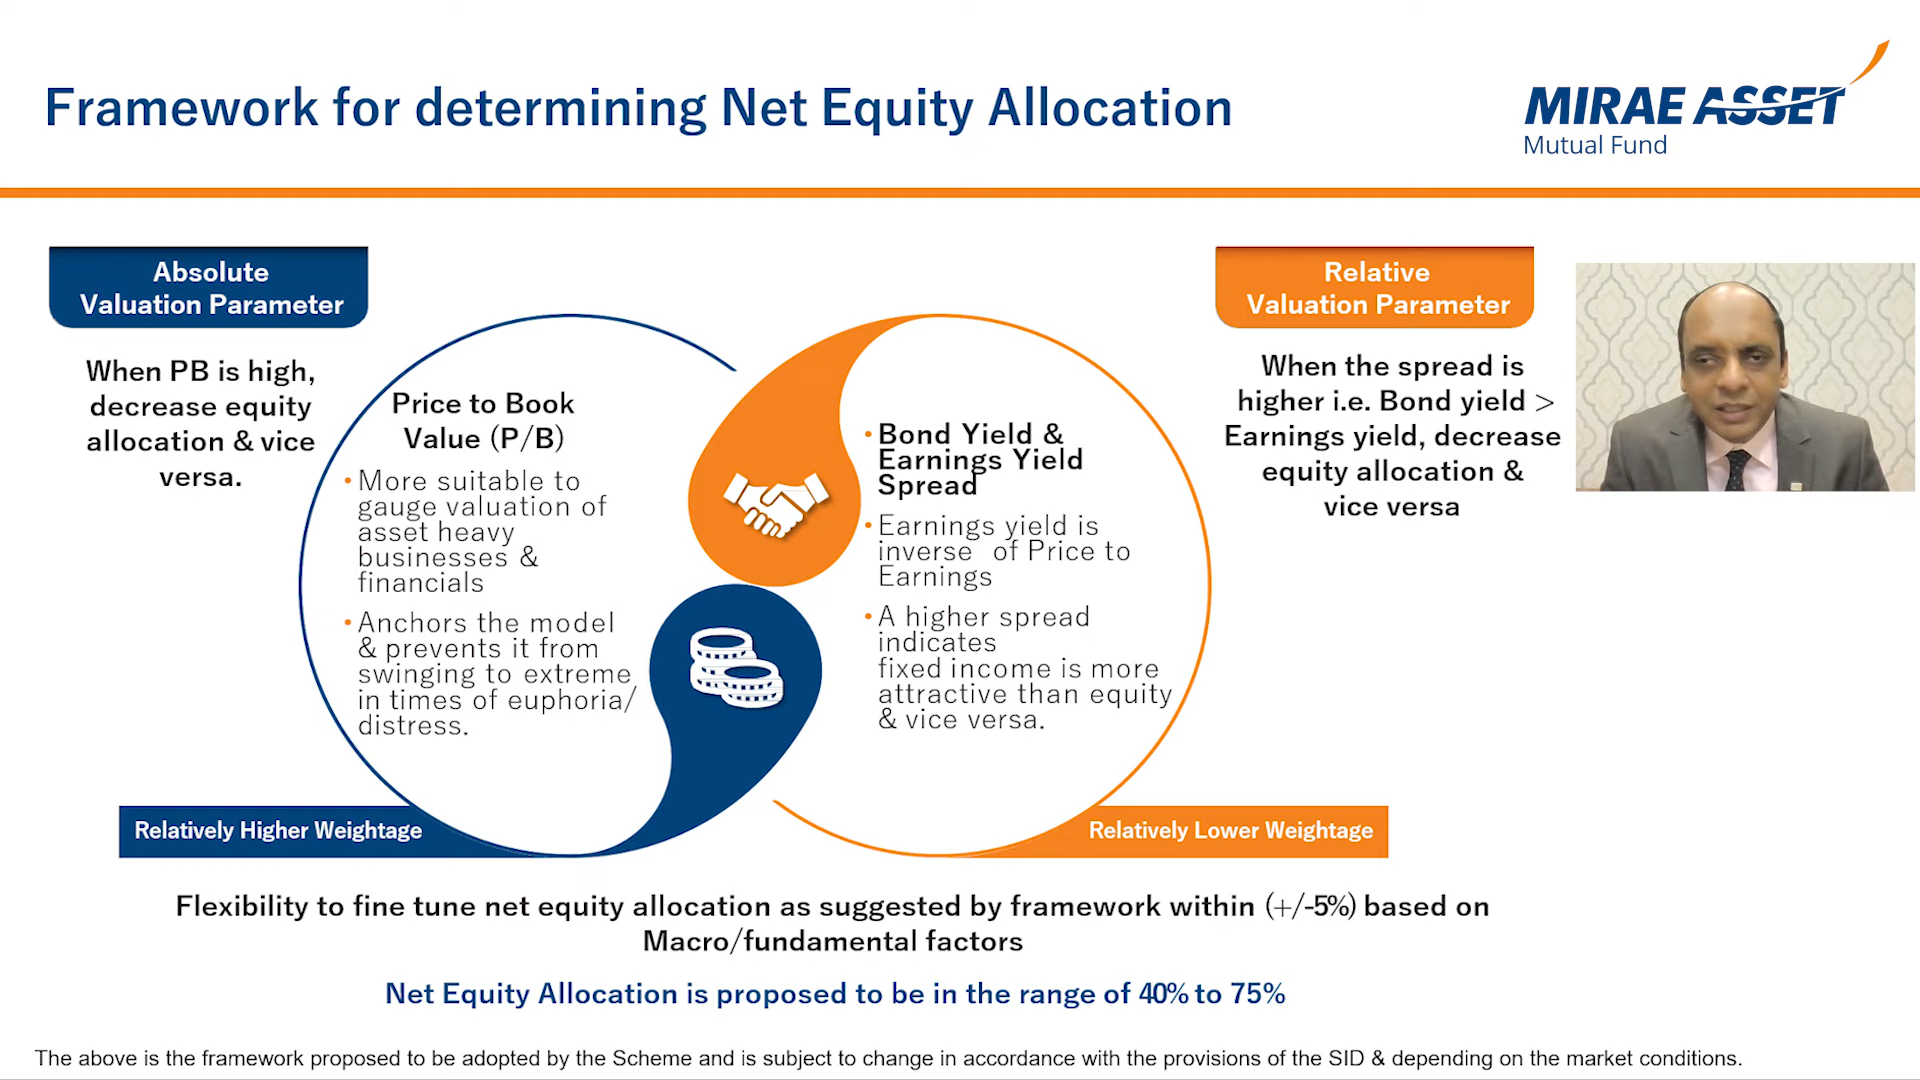 Framework for determining Net Equity Allocation
MIRAE ASSET
Mutual Fund
Absolute
Valuation Parameter
When PB is high,
decrease equity
allocation & vice
versa.
Price to Book
Value (P/B)
• More suitable to
gauge valuation of
asset heavy
businesses &
financials
• Anchors the model
& prevents it from
swinging to extreme
in times of euphoria/
distress.
Relatively Higher Weightage
• Bond Yield &
Earnings Yield
Spread
• Earnings yield is
inverse of Price to
Earnings
• A higher spread
indicates
fixed income is more
attractive than equity
& vice versa.
Relatively Lower Weightage
Relative
Valuation Parameter
When the spread is
higher i.e. Bond yield >
Earnings yield, decrease
equity allocation &
vice versa
Flexibility to fine tune net equity allocation as suggested by framework within (+/-5%) based on
Macro/fundamental factors
Net Equity Allocation is proposed to be in the range of 40% to 75%
The above is the framework proposed to be adopted by the Scheme and is subject to change in accordance with the provisions of the SID & depending on the market conditions.